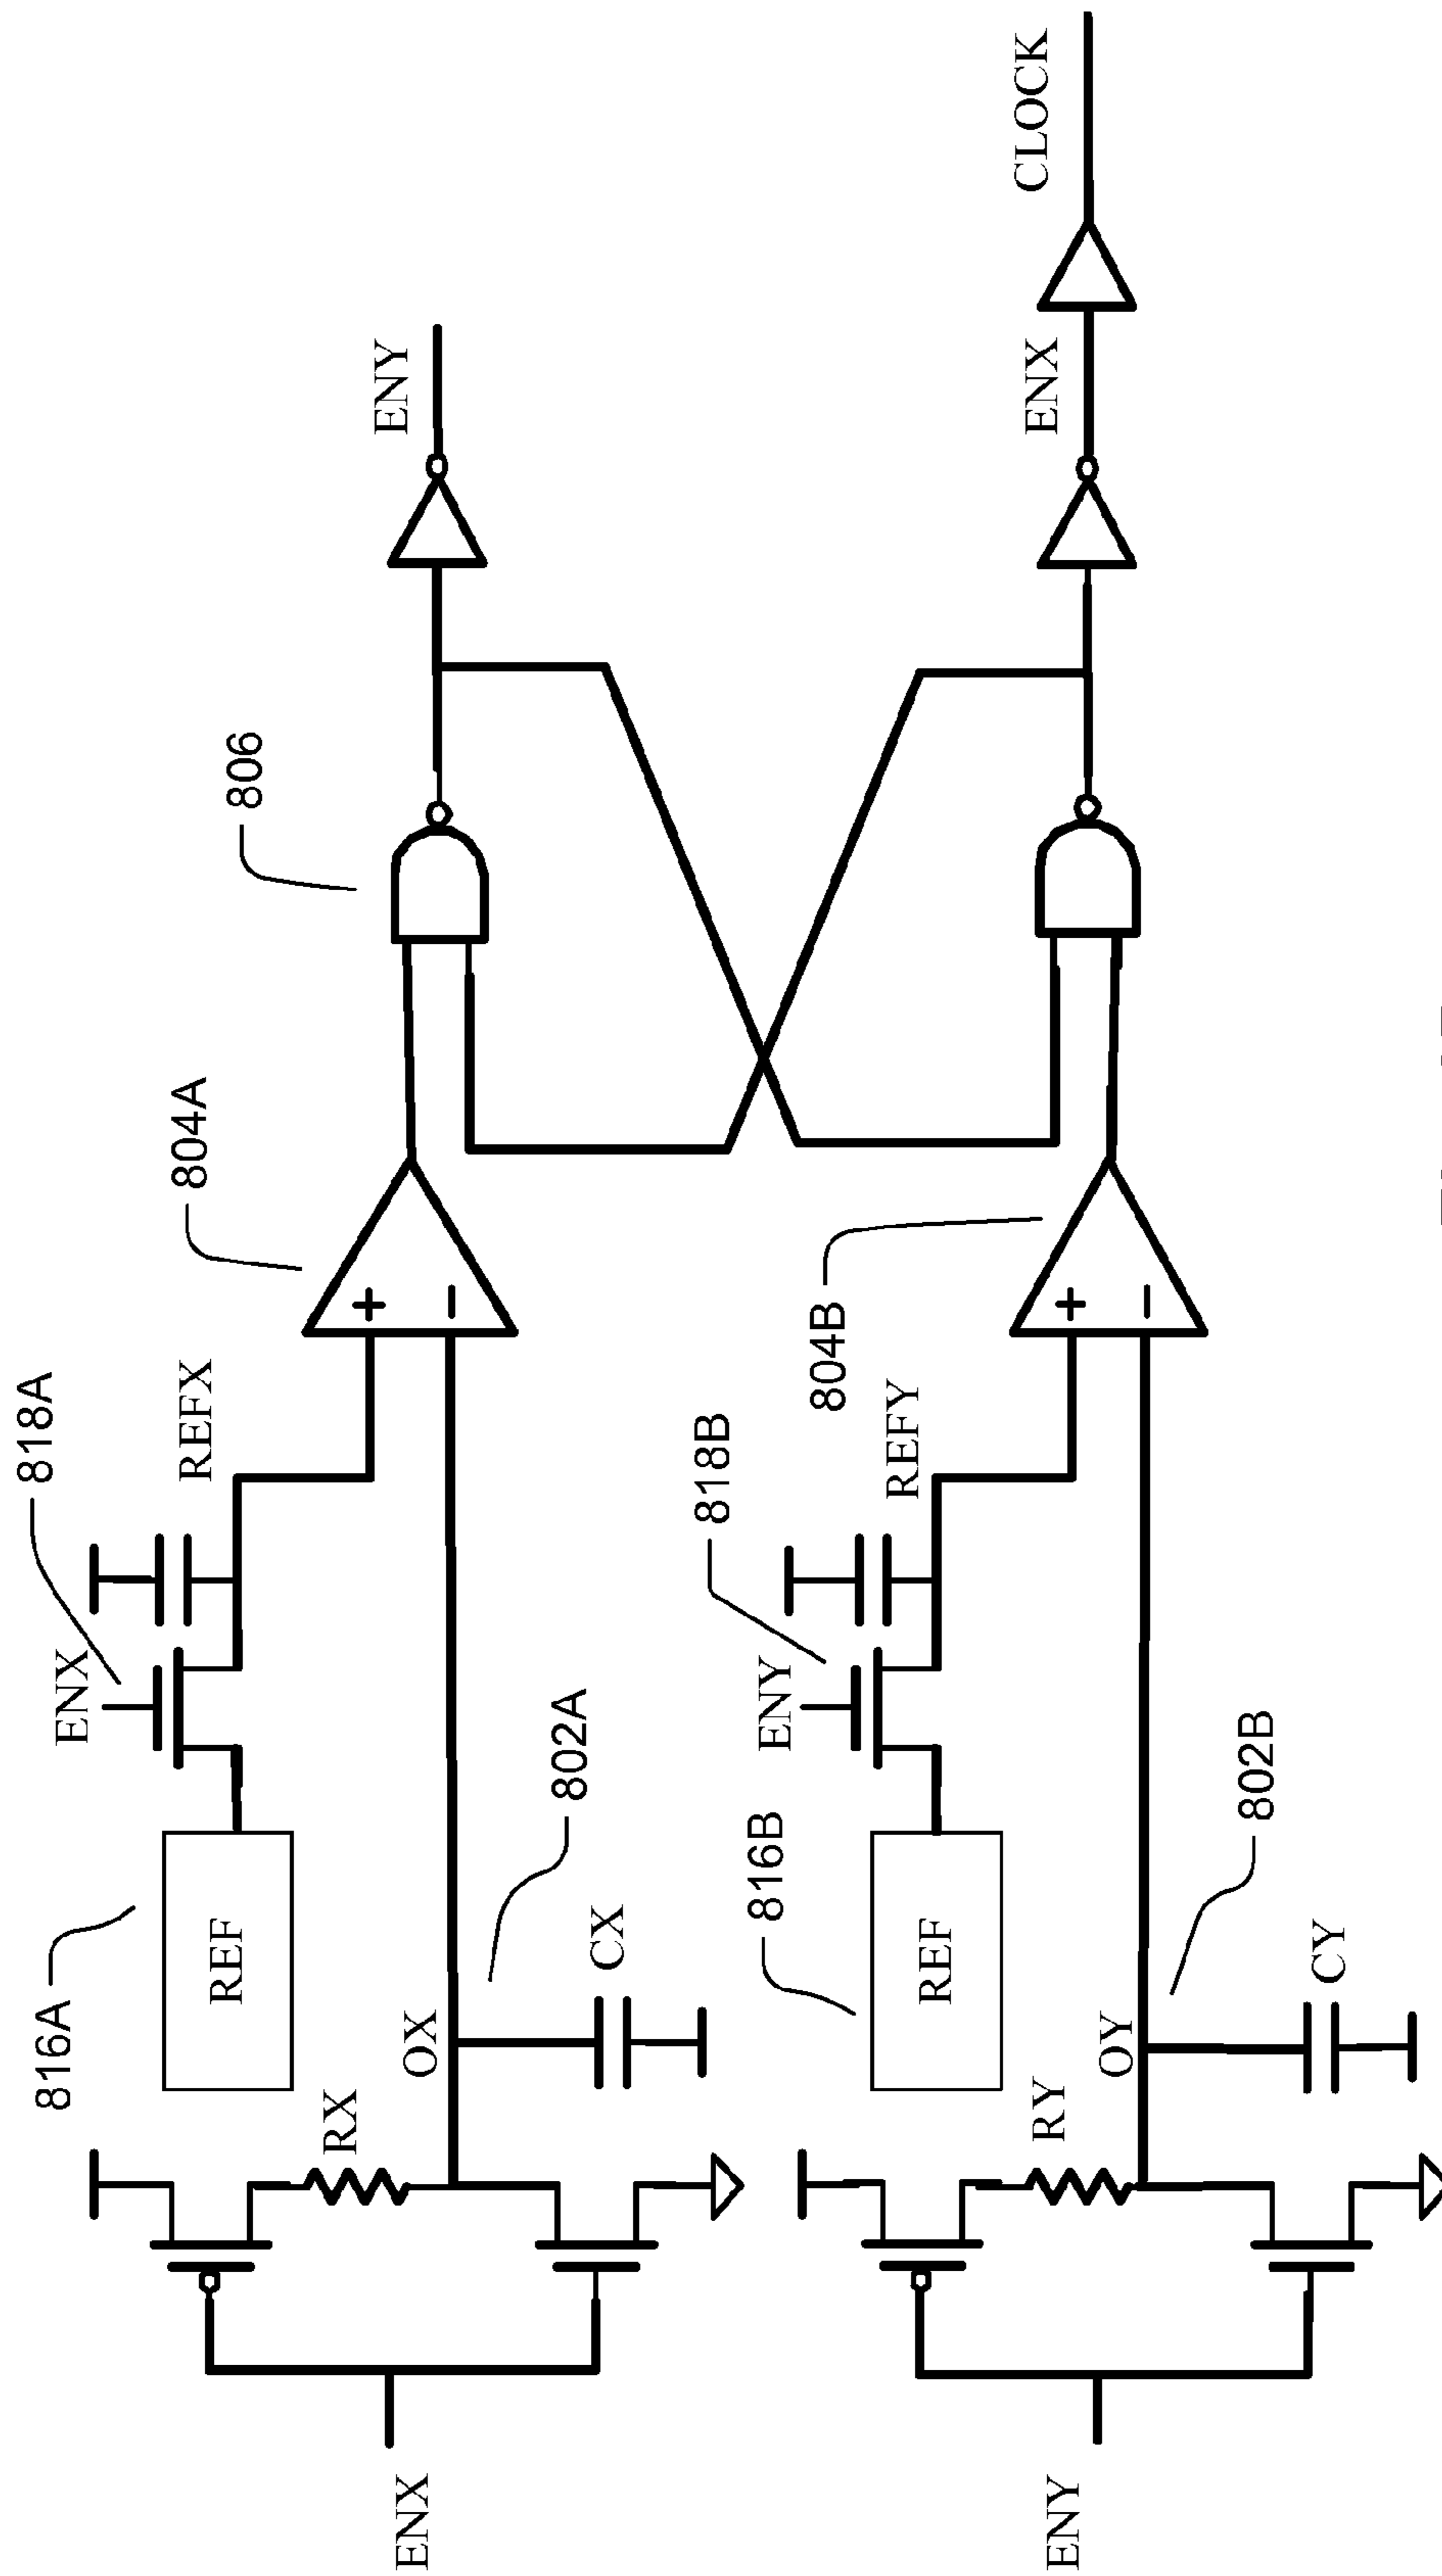 ENX
816A
REF
RX
OX
CX
802A
ENX
818A
REFX
+
−
804A
806
ENY
ENY
816B
REF
RY
OY
CY
802B
ENY
818B
REFY
+
−
804B
ENX
CLOCK